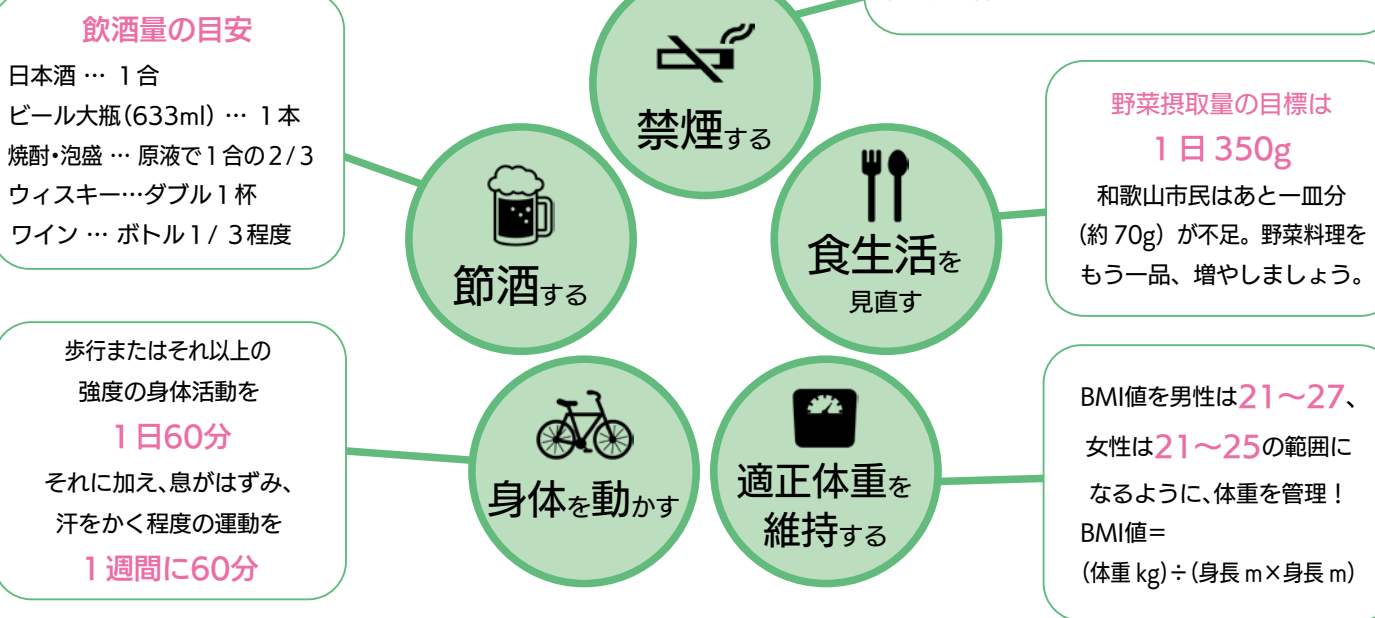 飲酒量の目安
日本酒 … 1合
ビール大瓶(633ml) … 1本
焼酎・泡盛 … 原液で1合の2/3
ウィスキー…ダブル1杯
ワイン … ボトル1/ 3程度
禁煙する
節酒する
食生活を
見直す
野菜摂取量の目標は
1日 350g
和歌山市民はあと一皿分
(約 70g) が不足。野菜料理を
もう一品、増やしましょう。
歩行またはそれ以上の
強度の身体活動を
1日60分
それに加え、息がはずみ、
汗をかく程度の運動を
1週間に60分
身体を動かす
適正体重を
維持する
BMI値を男性は21～27、
女性は21～25の範囲に
なるように、体重を管理！
BMI値＝
(体重 kg)÷(身長 m×身長 m)